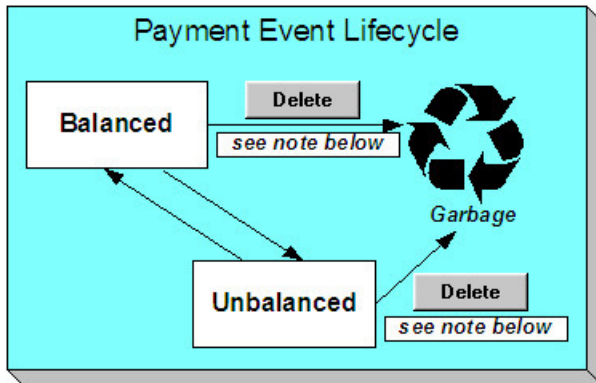 Payment Event Lifecycle
Delete
Balanced
see note below
Garbage
Unbalanced
Delete
see note below